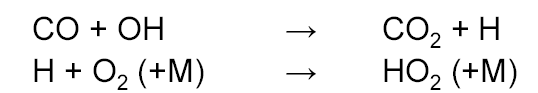 CO + OH → CO₂ + H
H + O₂ (+M) → HO₂ (+M)